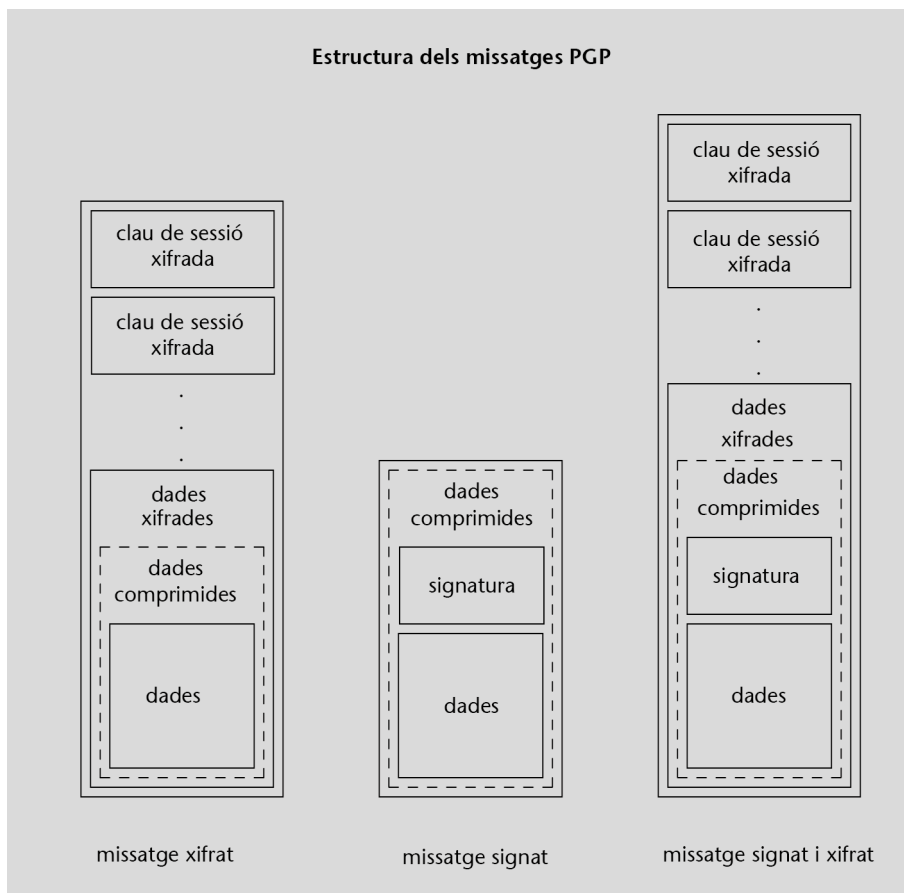 Estructura dels missatges PGP
clau de sessió
xifrada
clau de sessió
xifrada
.
.
.
dades
xifrades
dades
comprimides
dades
missatge xifrat
dades
comprimides
signatura
dades
missatge signat
clau de sessió
xifrada
clau de sessió
xifrada
.
.
.
dades
xifrades
dades
comprimides
signatura
dades
missatge signat i xifrat